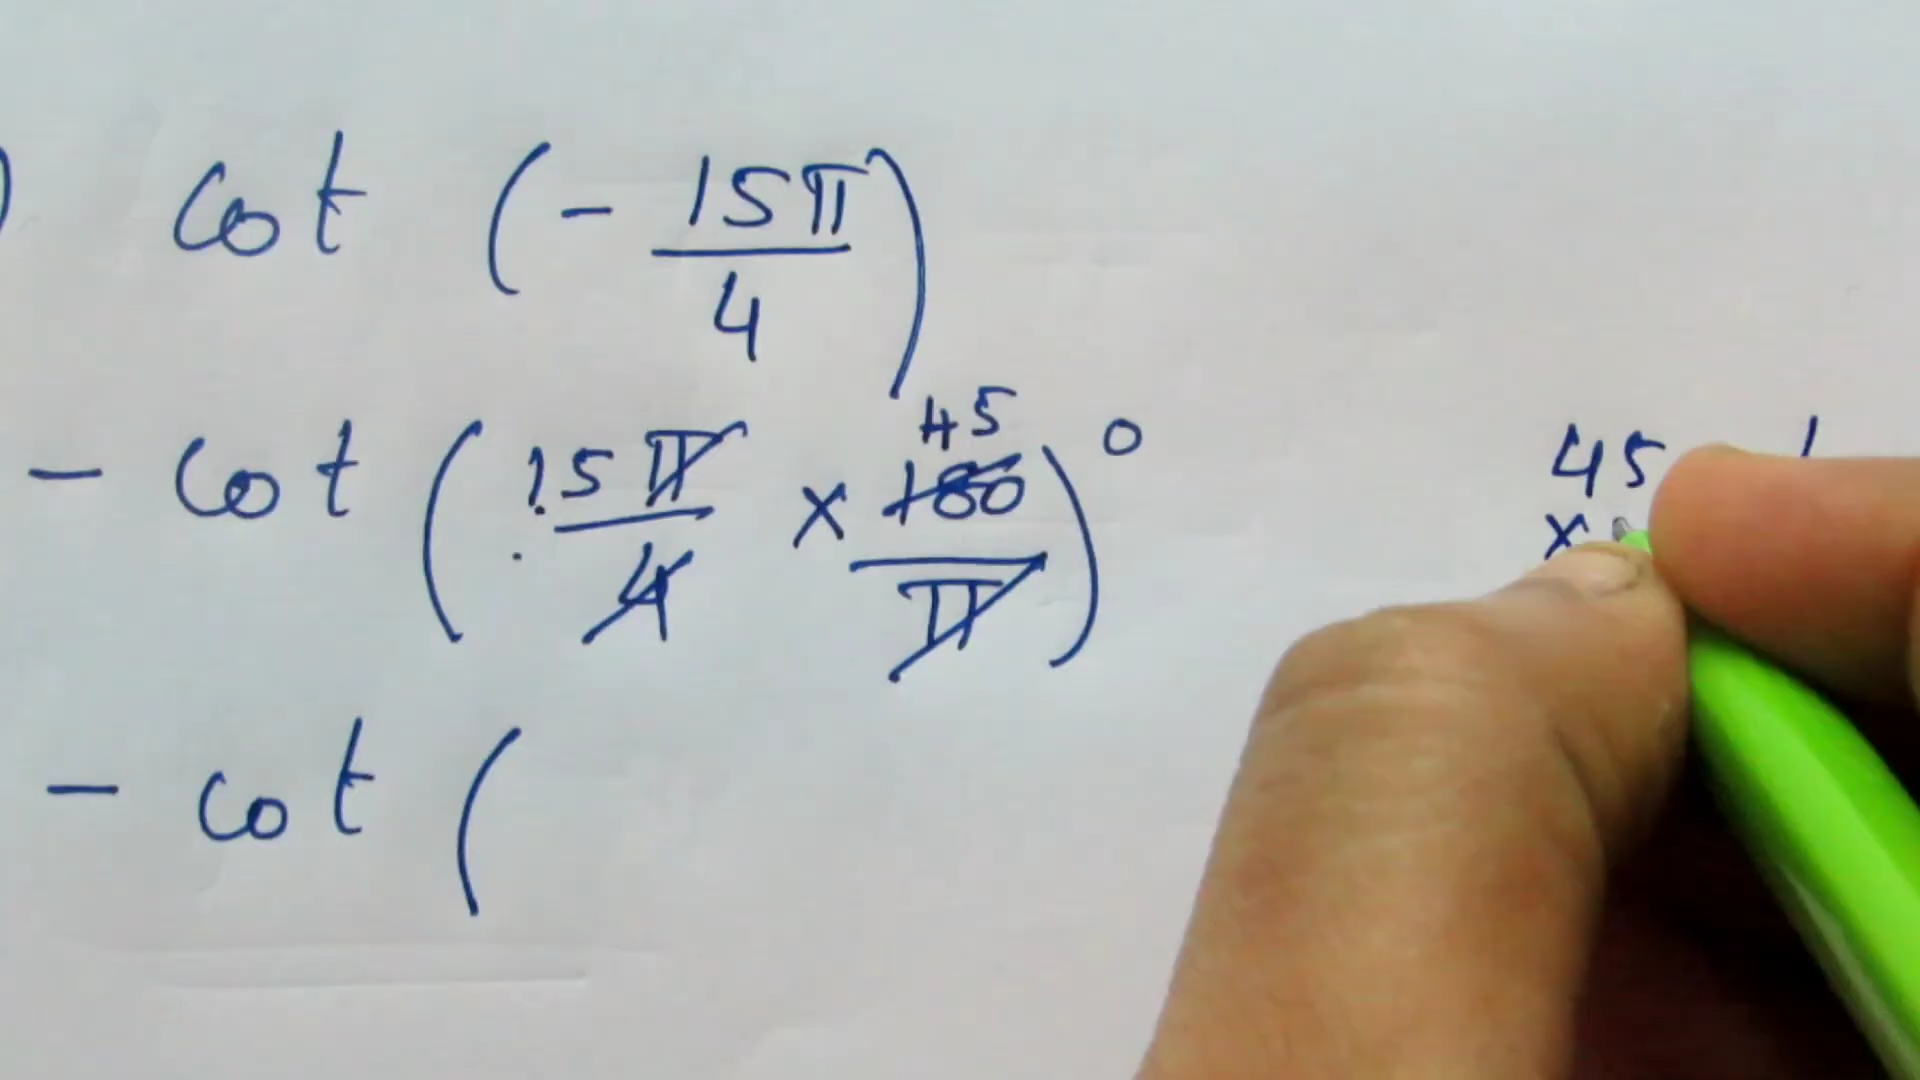 ) cot (- 15π/4)
- cot (15π/4 × 180/π)° 45
- cot (
45
×